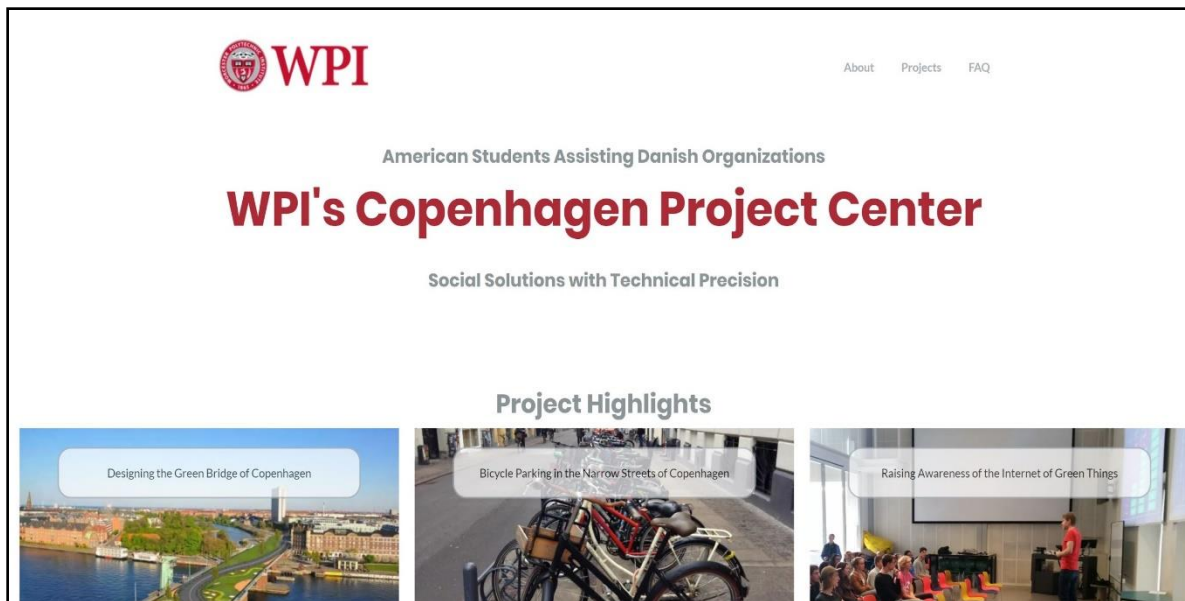 WPI
About Projects FAQ
American Students Assisting Danish Organizations
WPI's Copenhagen Project Center
Social Solutions with Technical Precision
Project Highlights
Designing the Green Bridge of Copenhagen
Bicycle Parking in the Narrow Streets of Copenhagen
Raising Awareness of the Internet of Green Things